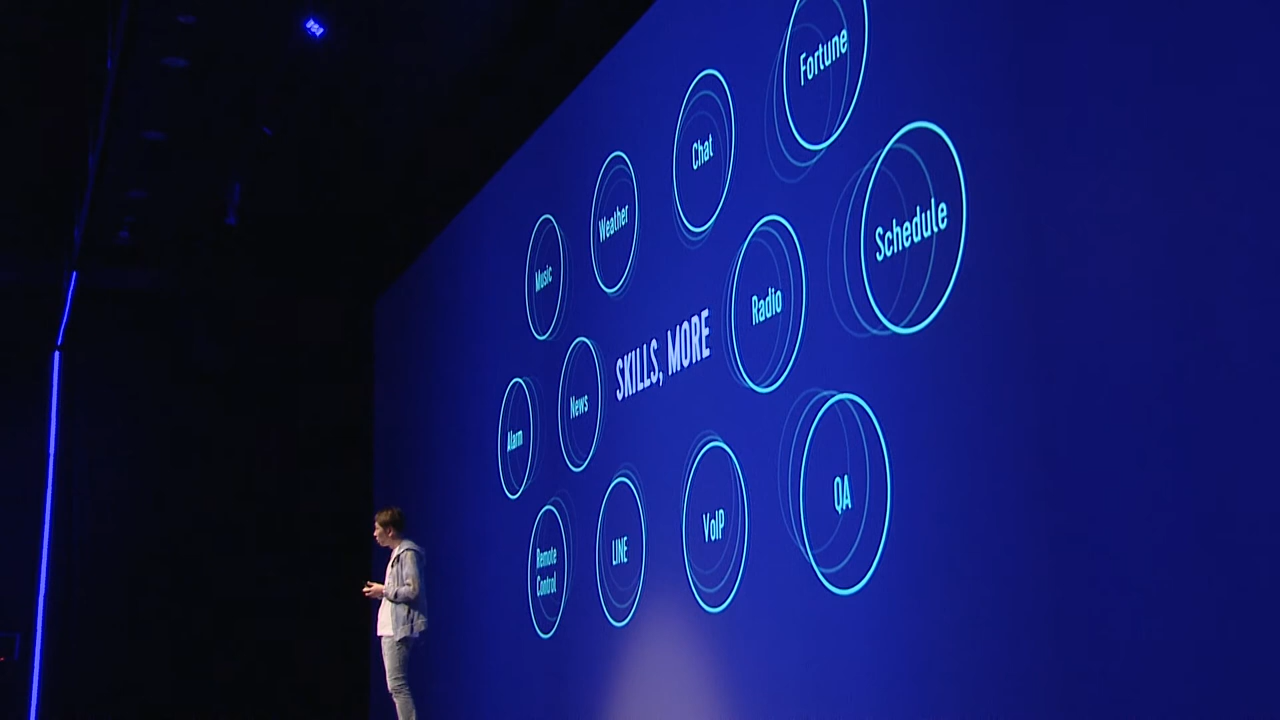 Fortune
Chat
Schedule
Weather
Music
Radio
SKILLS, MORE
News
Alarm
QA
VoIP
LINE
Remote
Control